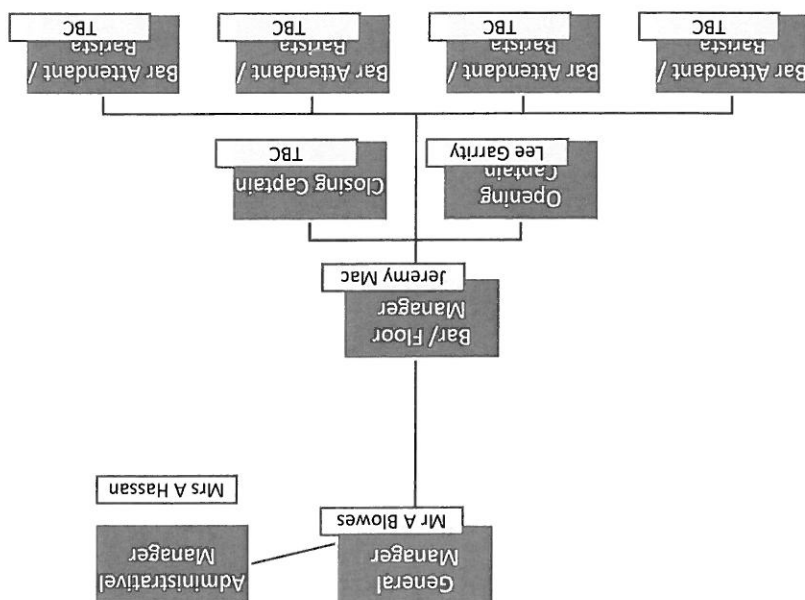 General
Manager
Mr A Blowes
Administrativel
Manager
Mrs A Hassan
Bar/ Floor
Manager
Jeremy Mac
Opening
Captain
Lee Garrity
Closing Captain
TBC
Bar Attendant /
Barista
TBC
Bar Attendant /
Barista
TBC
Bar Attendant /
Barista
TBC
Bar Attendant /
Barista
TBC